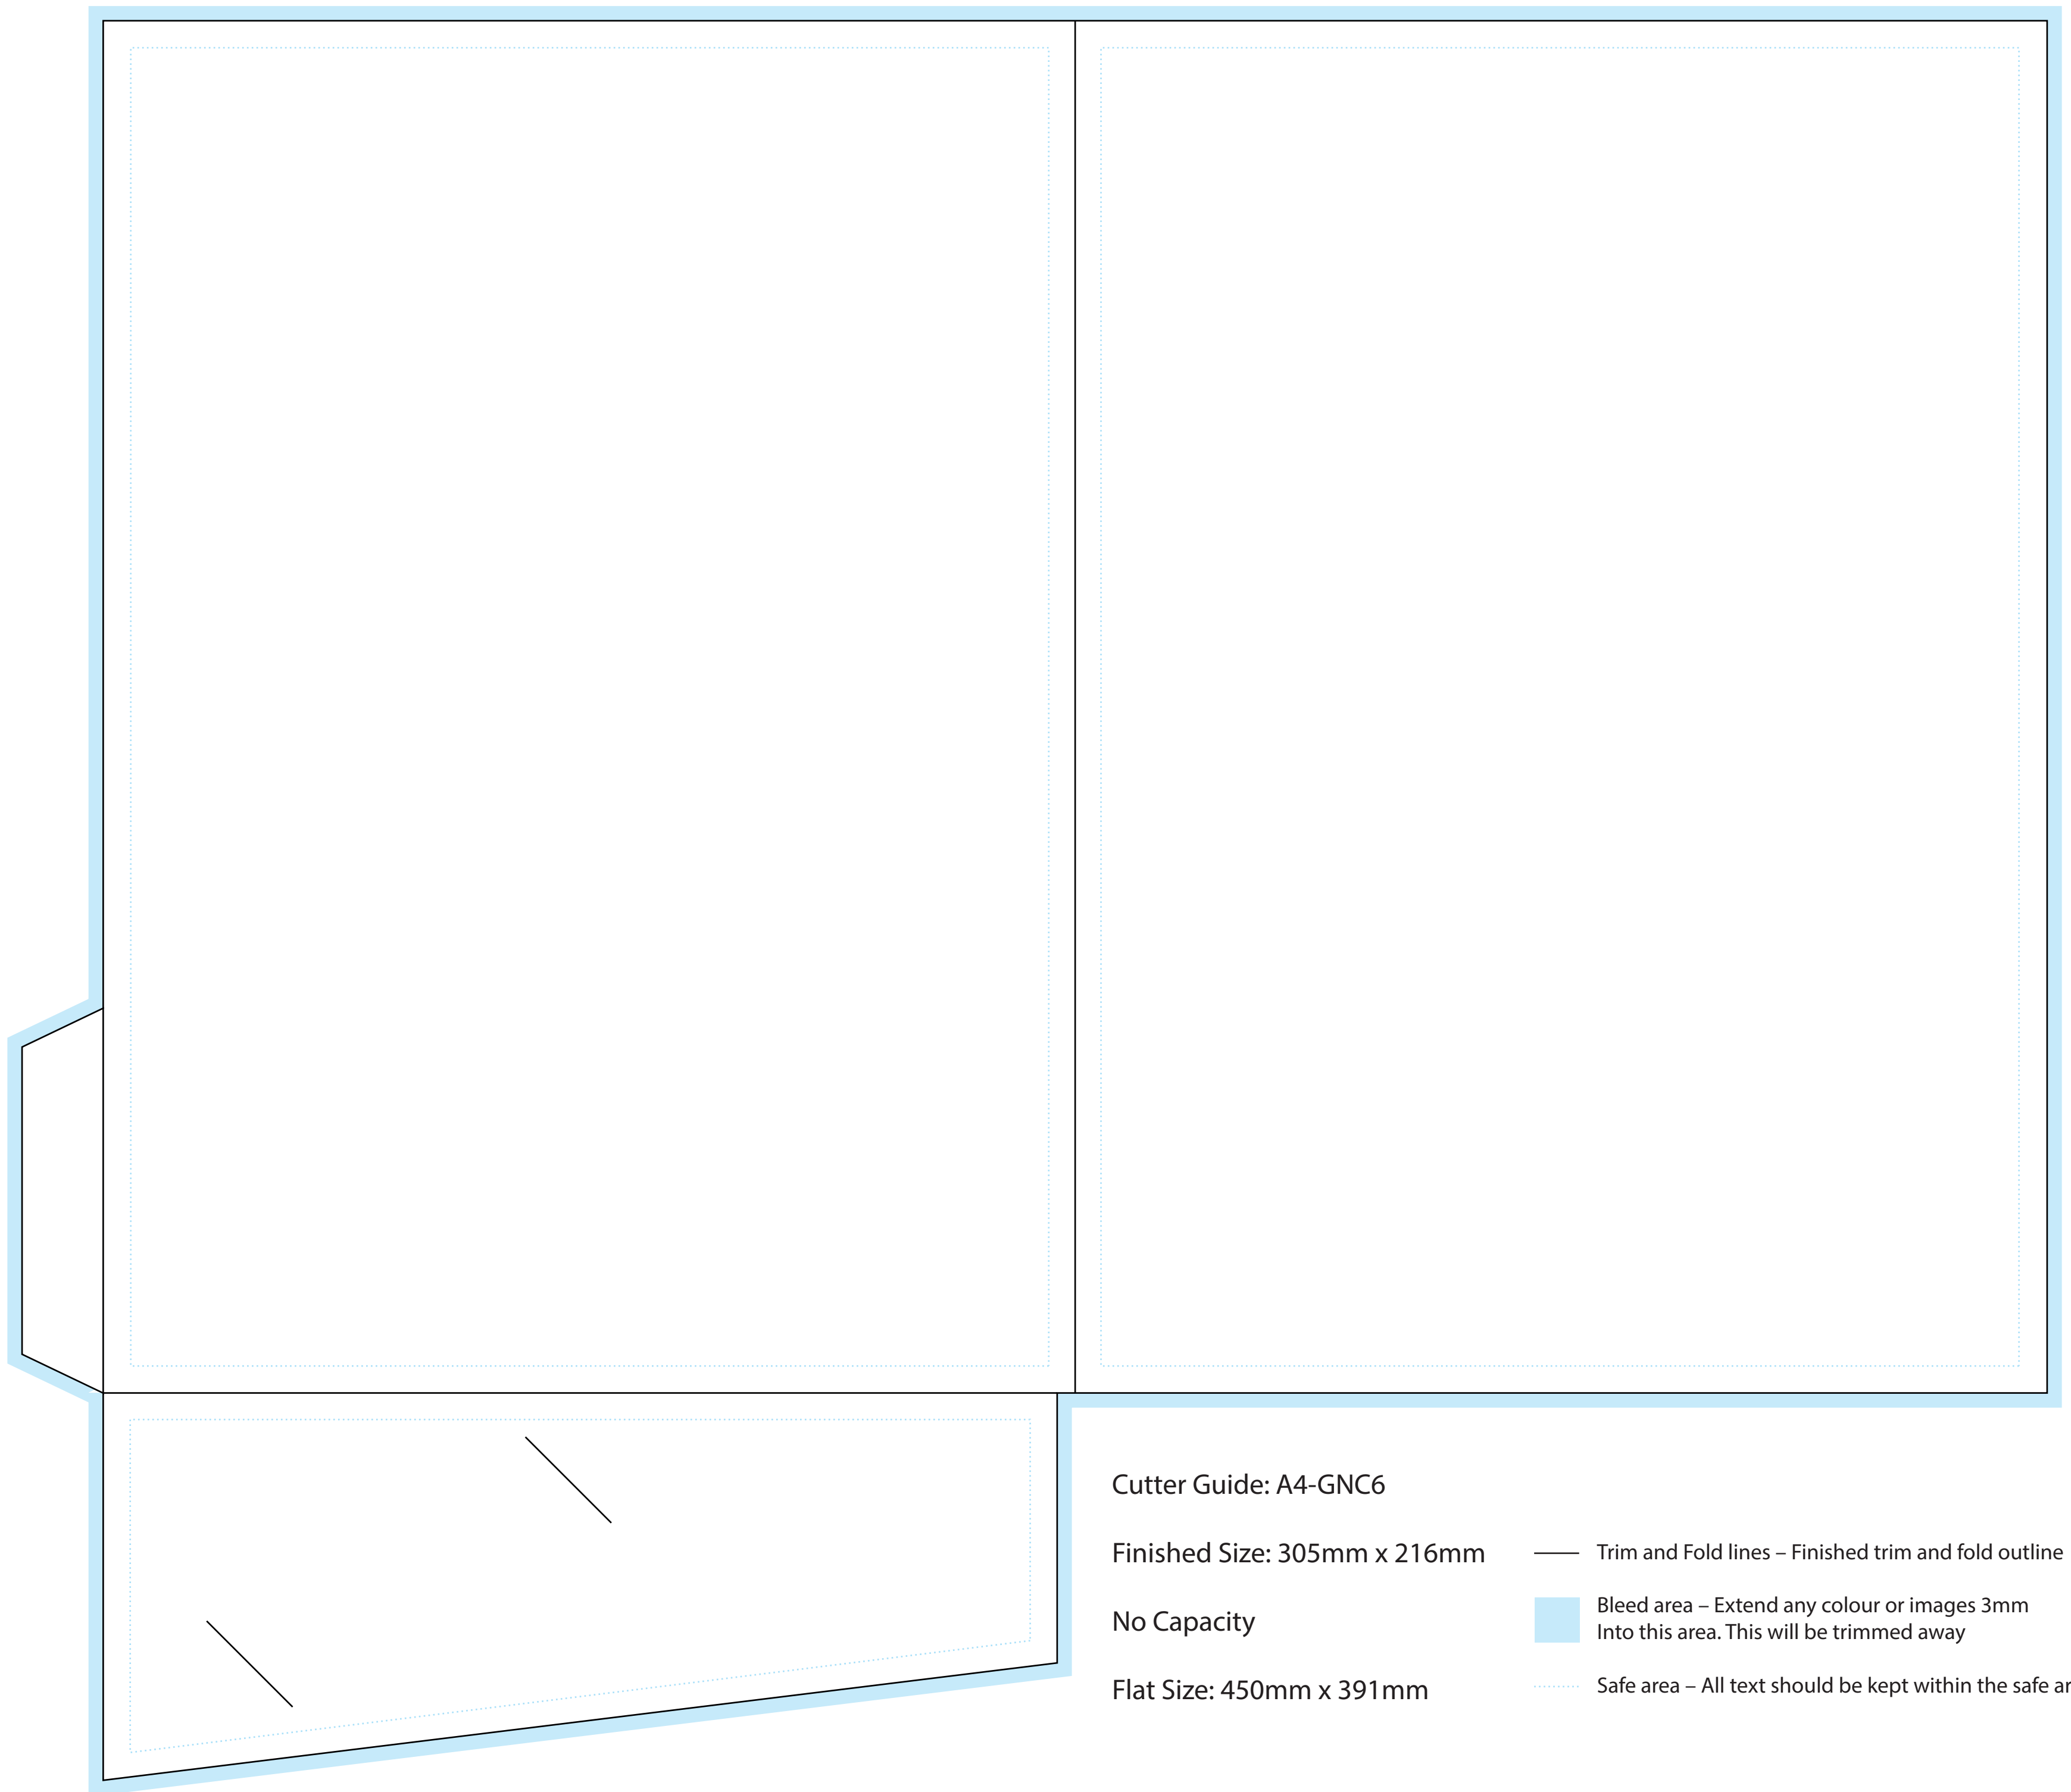 Cutter Guide: A4-GNC6
Finished Size: 305mm x 216mm
No Capacity
Flat Size: 450mm x 391mm
Trim and Fold lines – Finished trim and fold outline
Bleed area – Extend any colour or images 3mm
Into this area. This will be trimmed away
Safe area – All text should be kept within the safe ar